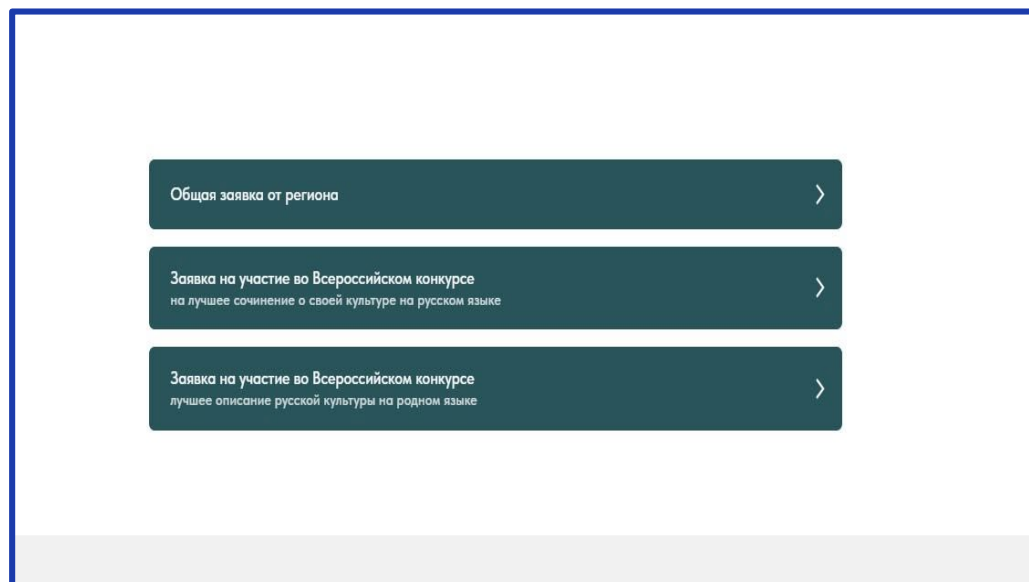 Общая заявка от региона
Заявка на участие во Всероссийском конкурсе
на лучшее сочинение о своей культуре на русском языке
Заявка на участие во Всероссийском конкурсе
лучшее описание русской культуры на родном языке